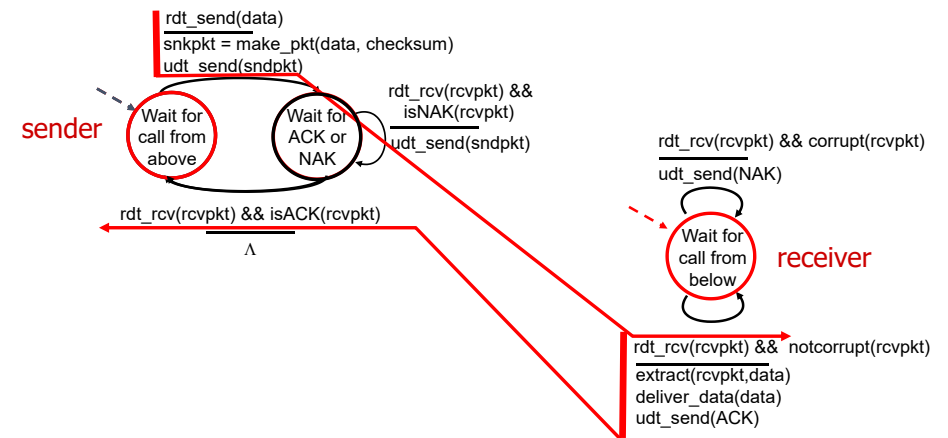 rdt_send(data)
snkpkt = make_pkt(data, checksum)
udt_send(sndpkt)
sender
Wait for
call from
above
Wait for
ACK or
NAK
rdt_rcv(rcvpkt) &&
isNAK(rcvpkt)
udt_send(sndpkt)
rdt_rcv(rcvpkt) && isACK(rcvpkt)
Λ
rdt_rcv(rcvpkt) && corrupt(rcvpkt)
udt_send(NAK)
Wait for
call from
below
receiver
rdt_rcv(rcvpkt) && notcorrupt(rcvpkt)
extract(rcvpkt,data)
deliver_data(data)
udt_send(ACK)